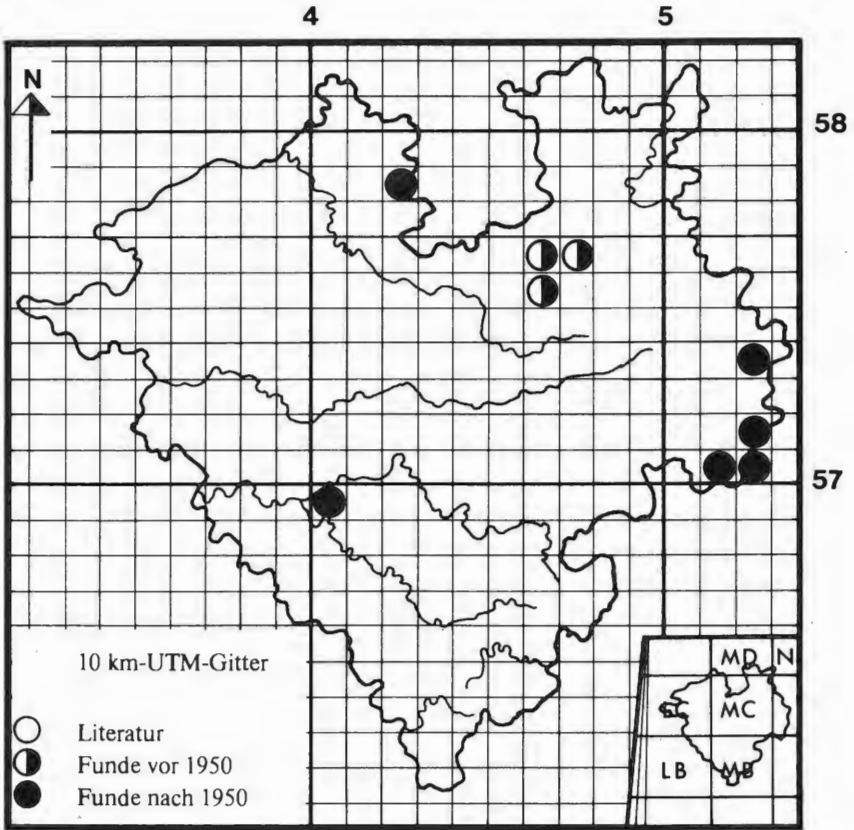 4 5
N
58
57
10 km-UTM-Gitter
MD N
MC
LB MB
Literatur
Funde vor 1950
Funde nach 1950